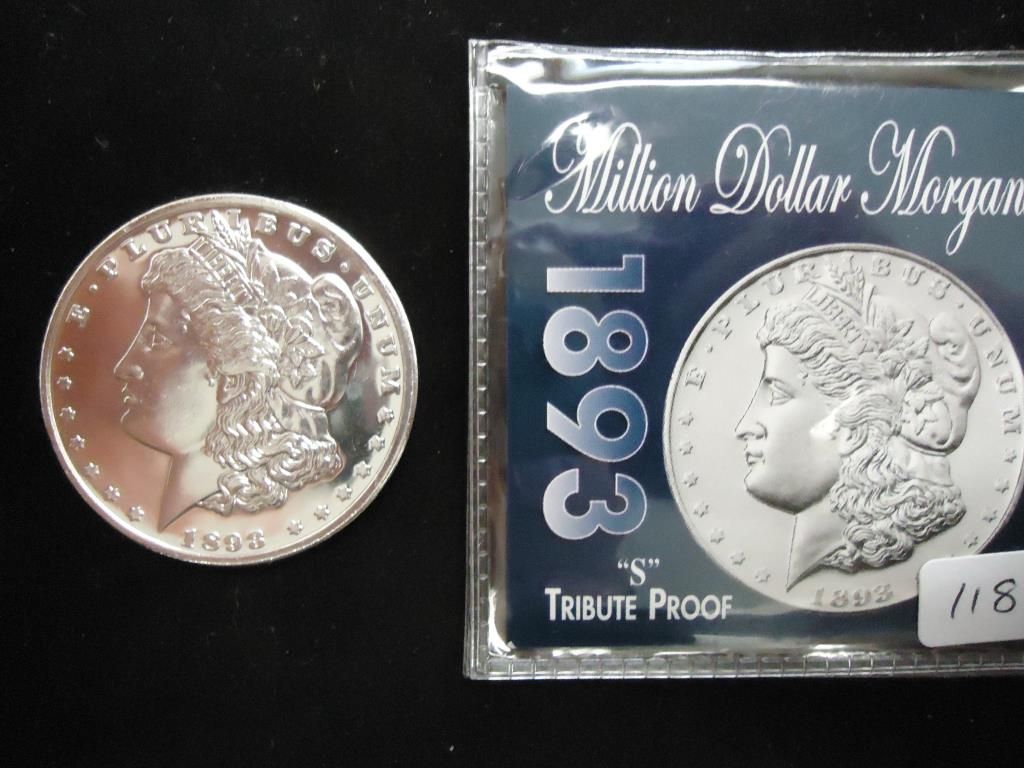 E · PLURIBUS · UNUM
LIBERTY
1893
Million Dollar Morgan
1893
E · PLURIBUS · UNUM
LIBERTY
1893
"S"
TRIBUTE PROOF
118